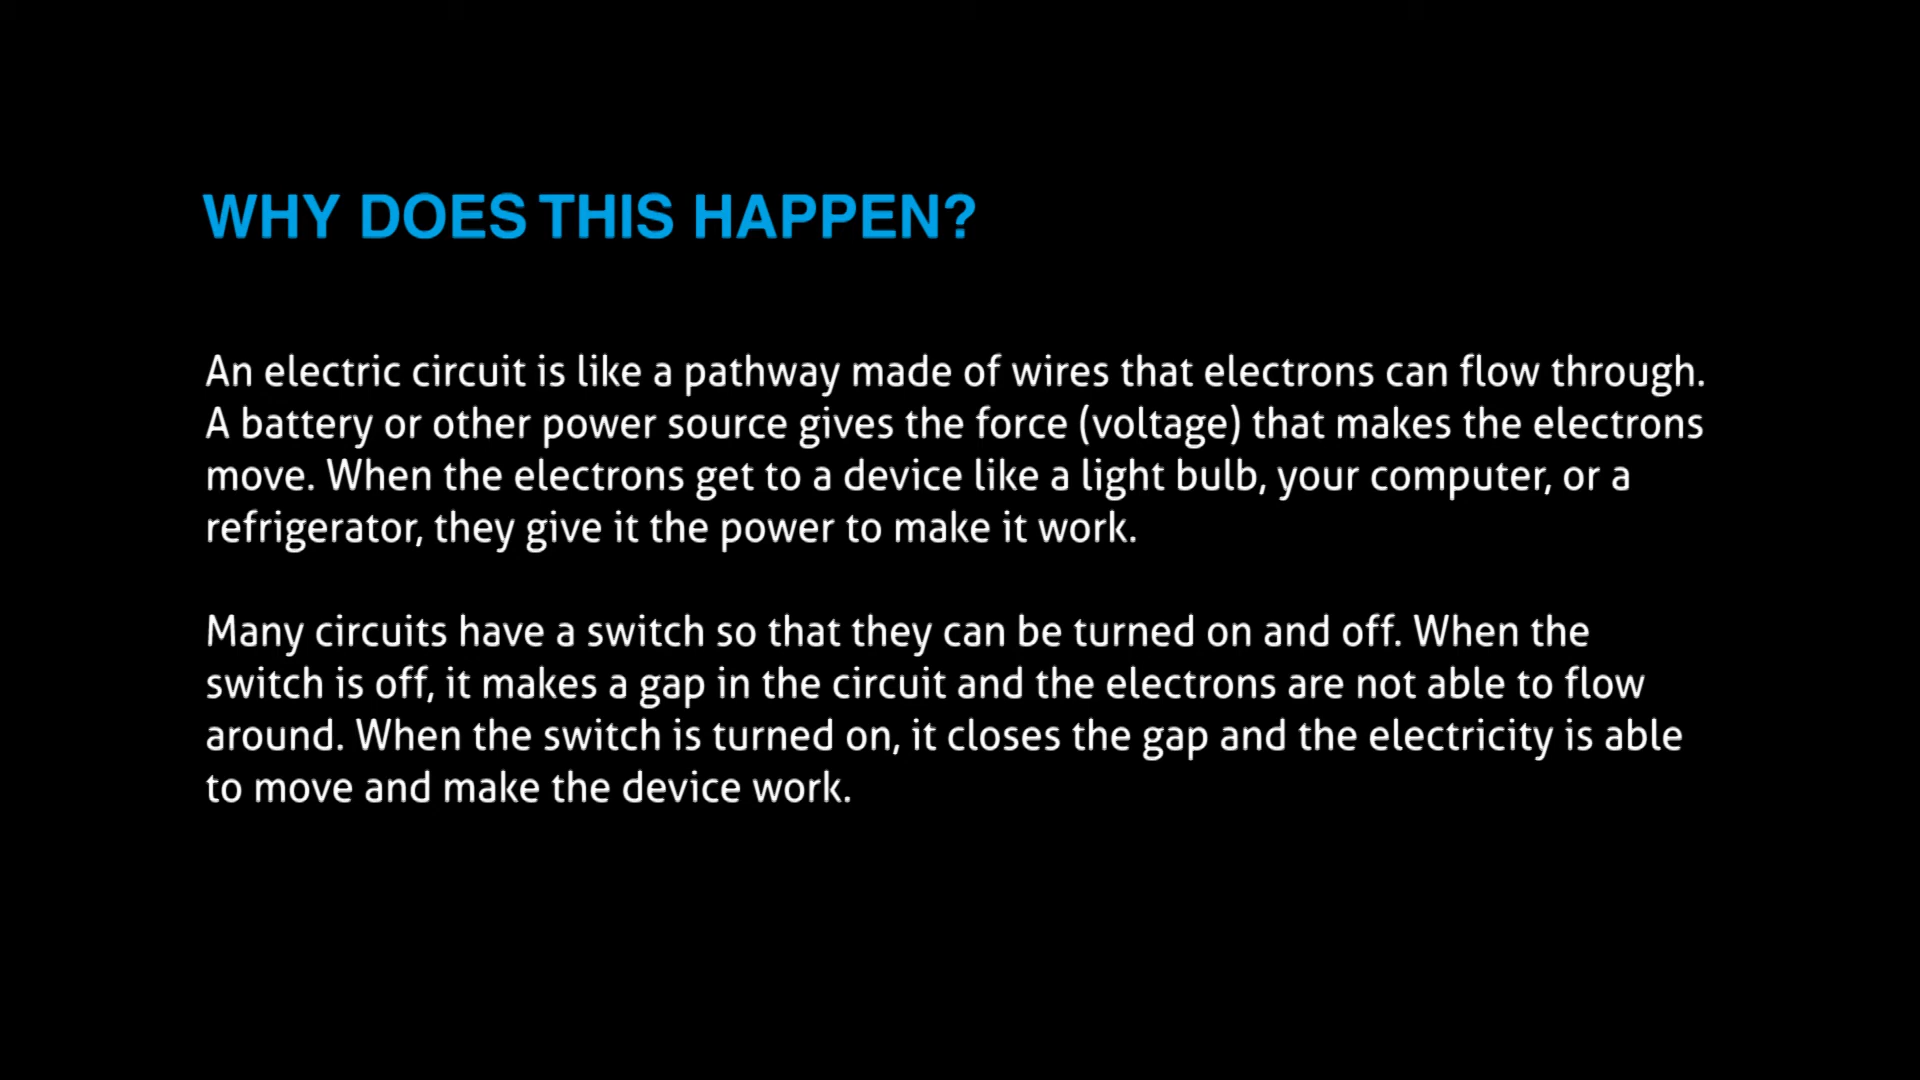 WHY DOES THIS HAPPEN?
An electric circuit is like a pathway made of wires that electrons can flow through.
A battery or other power source gives the force (voltage) that makes the electrons
move. When the electrons get to a device like a light bulb, your computer, or a
refrigerator, they give it the power to make it work.
Many circuits have a switch so that they can be turned on and off. When the
switch is off, it makes a gap in the circuit and the electrons are not able to flow
around. When the switch is turned on, it closes the gap and the electricity is able
to move and make the device work.